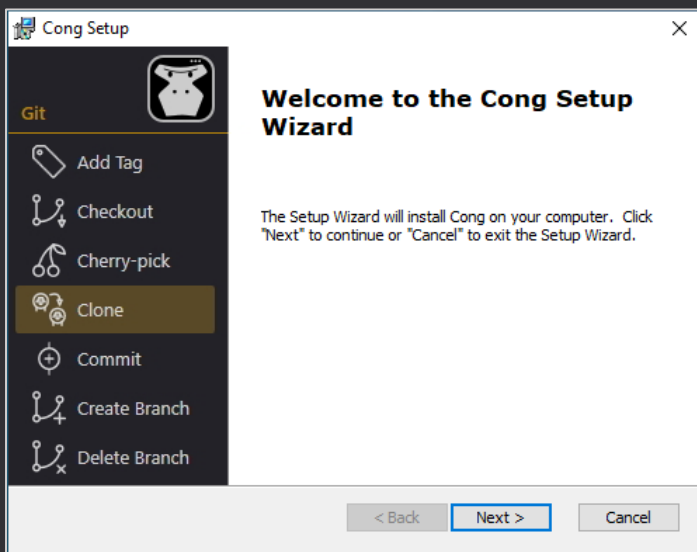 Cong Setup
Git
Add Tag
Checkout
Cherry-pick
Clone
Commit
Create Branch
Delete Branch
Welcome to the Cong Setup
Wizard
The Setup Wizard will install Cong on your computer. Click
"Next" to continue or "Cancel" to exit the Setup Wizard.
< Back
Next >
Cancel